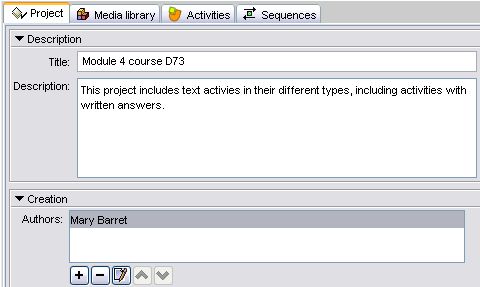 Project Media library Activities Sequences
Description
Title: Module 4 course D73
Description: This project includes text activies in their different types, including activities with
written answers.
Creation
Authors: Mary Barret